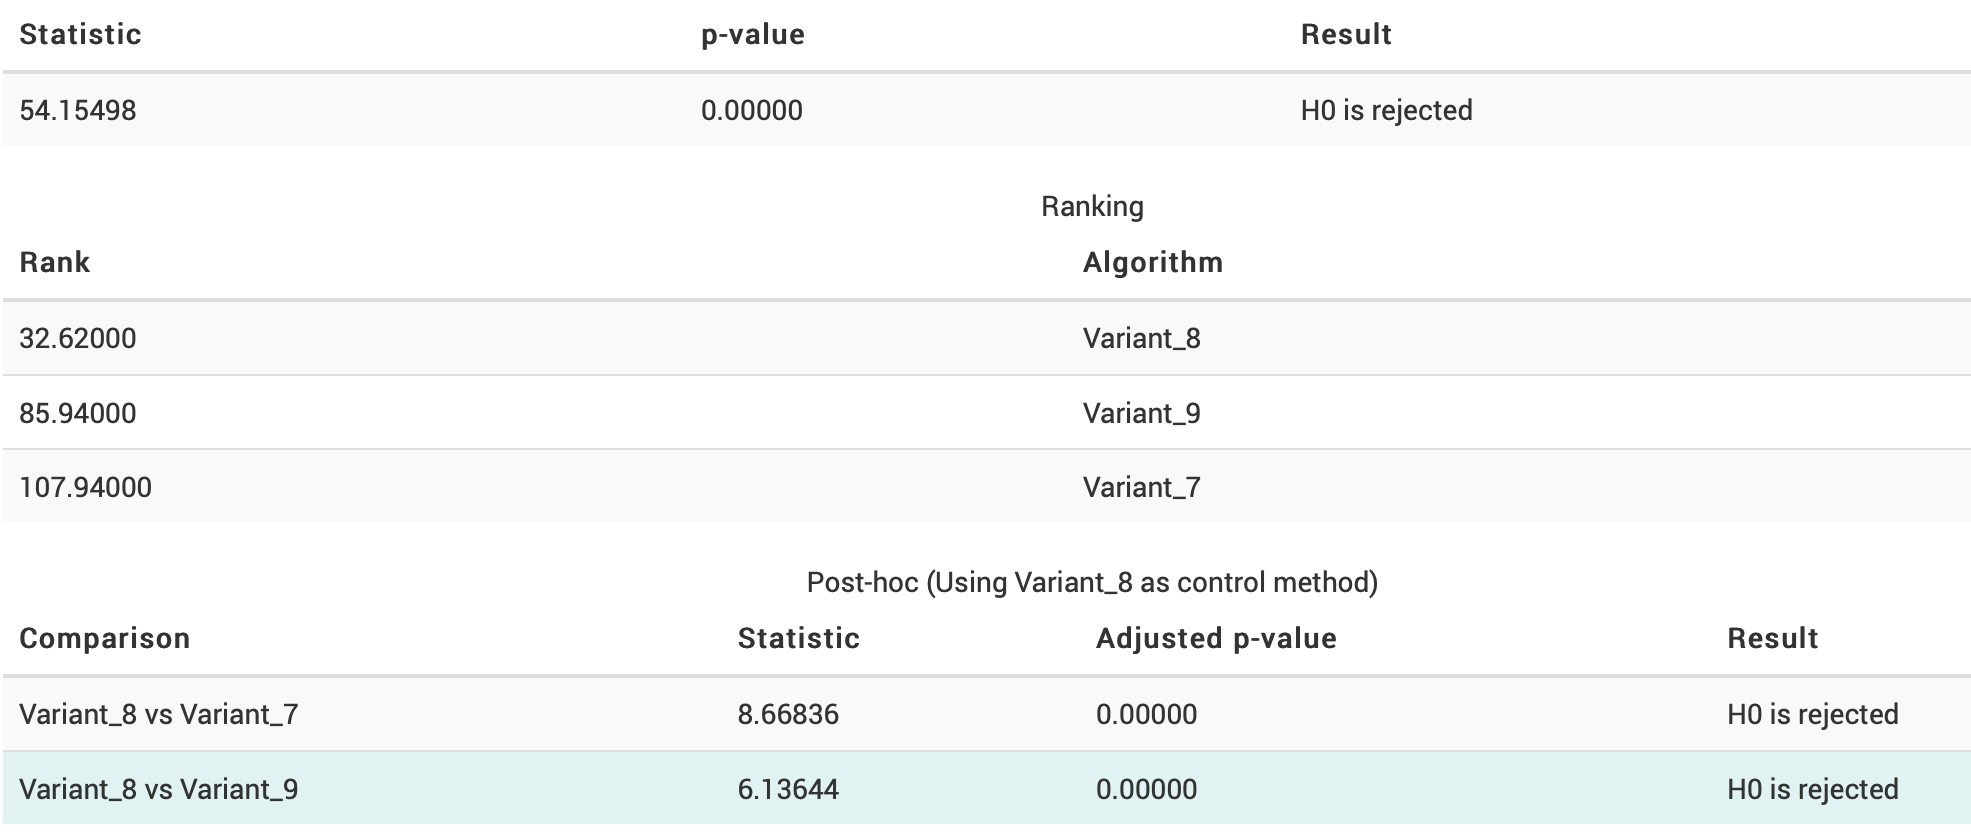 Statistic p-value Result
54.15498 0.00000 H0 is rejected
Ranking
Rank Algorithm
32.62000 Variant_8
85.94000 Variant_9
107.94000 Variant_7
Post-hoc (Using Variant_8 as control method)
Comparison Statistic Adjusted p-value Result
Variant_8 vs Variant_7 8.66836 0.00000 H0 is rejected
Variant_8 vs Variant_9 6.13644 0.00000 H0 is rejected